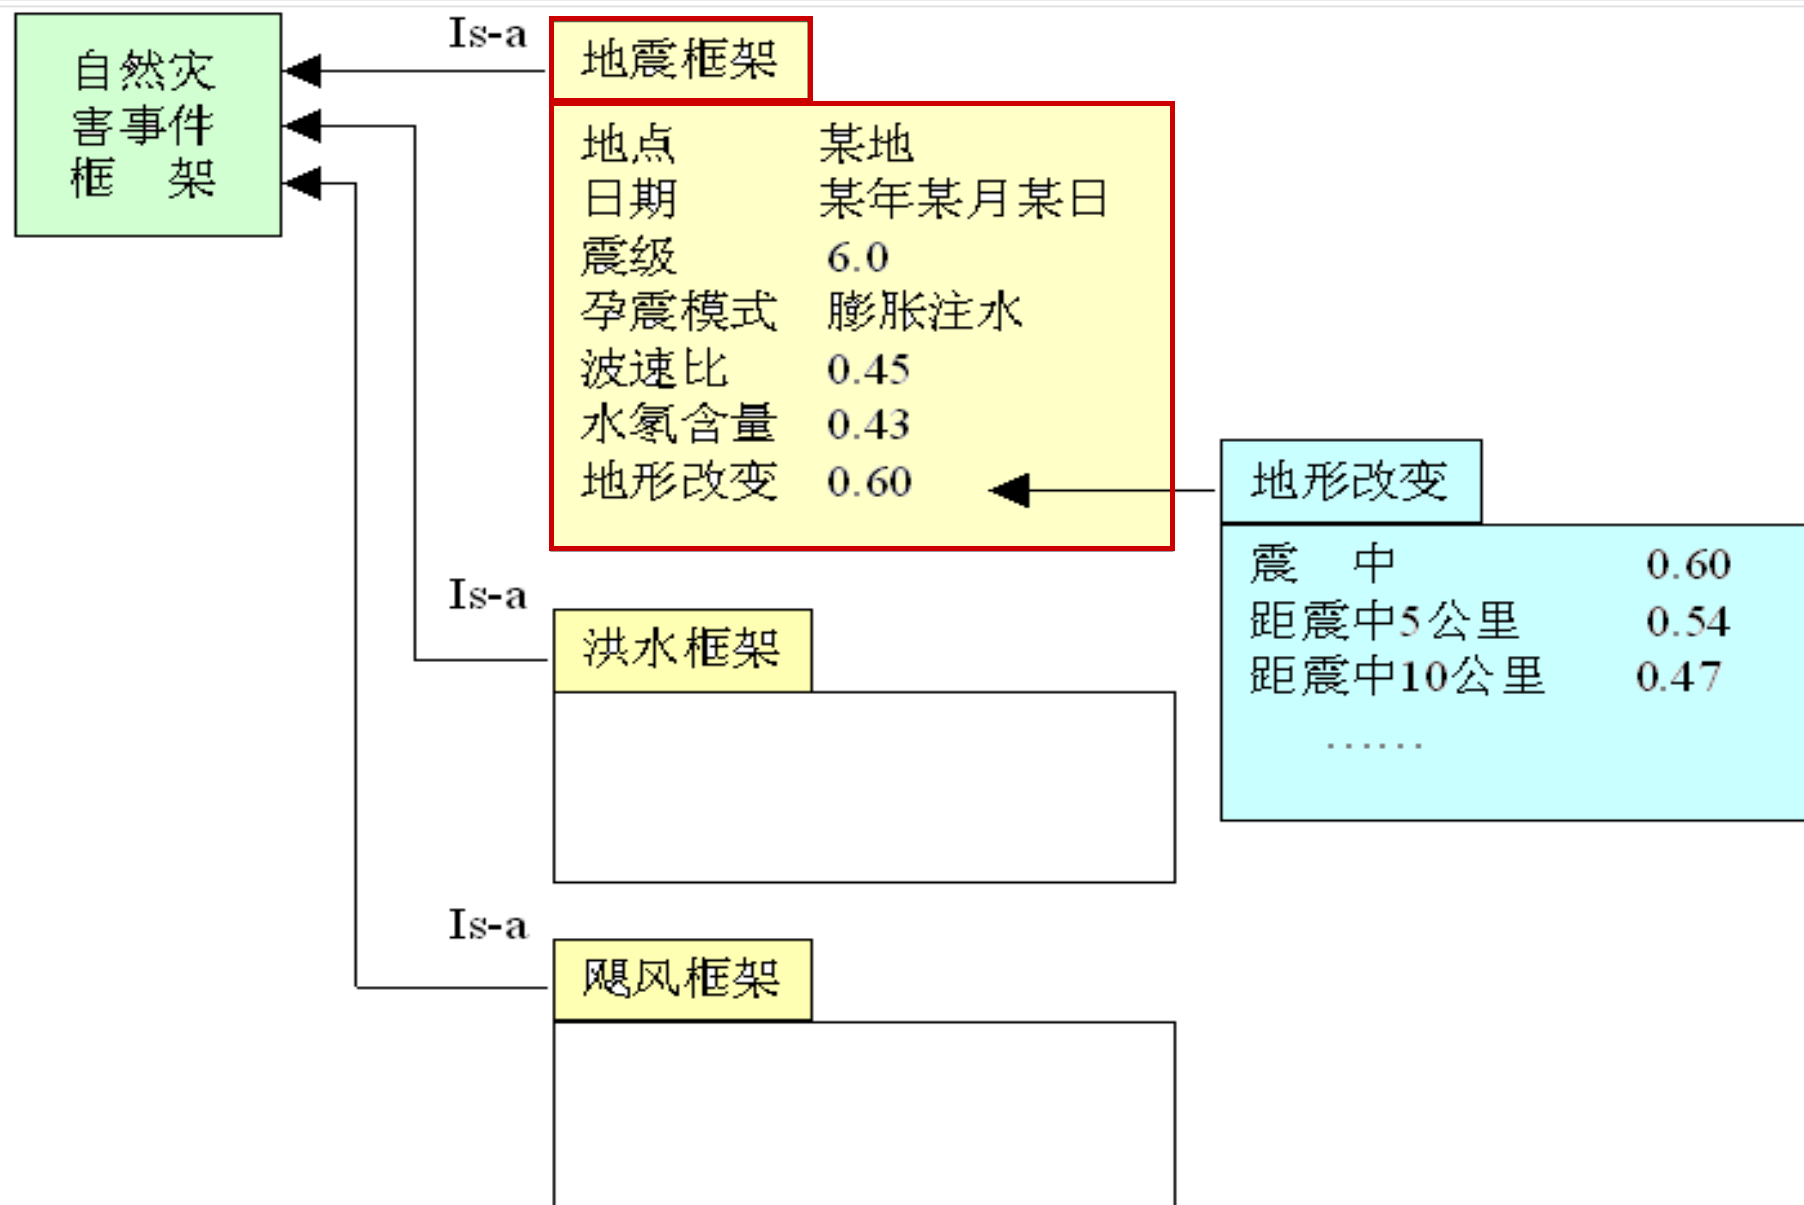 自然灾
害事件
框 架
Is-a
地震框架
地点 某地
日期 某年某月某日
震级 6.0
孕震模式 膨胀注水
波速比 0.45
水氡含量 0.43
地形改变 0.60
地形改变
震 中 0.60
距震中5公里 0.54
距震中10公里 0.47
......
Is-a
洪水框架
Is-a
飓风框架